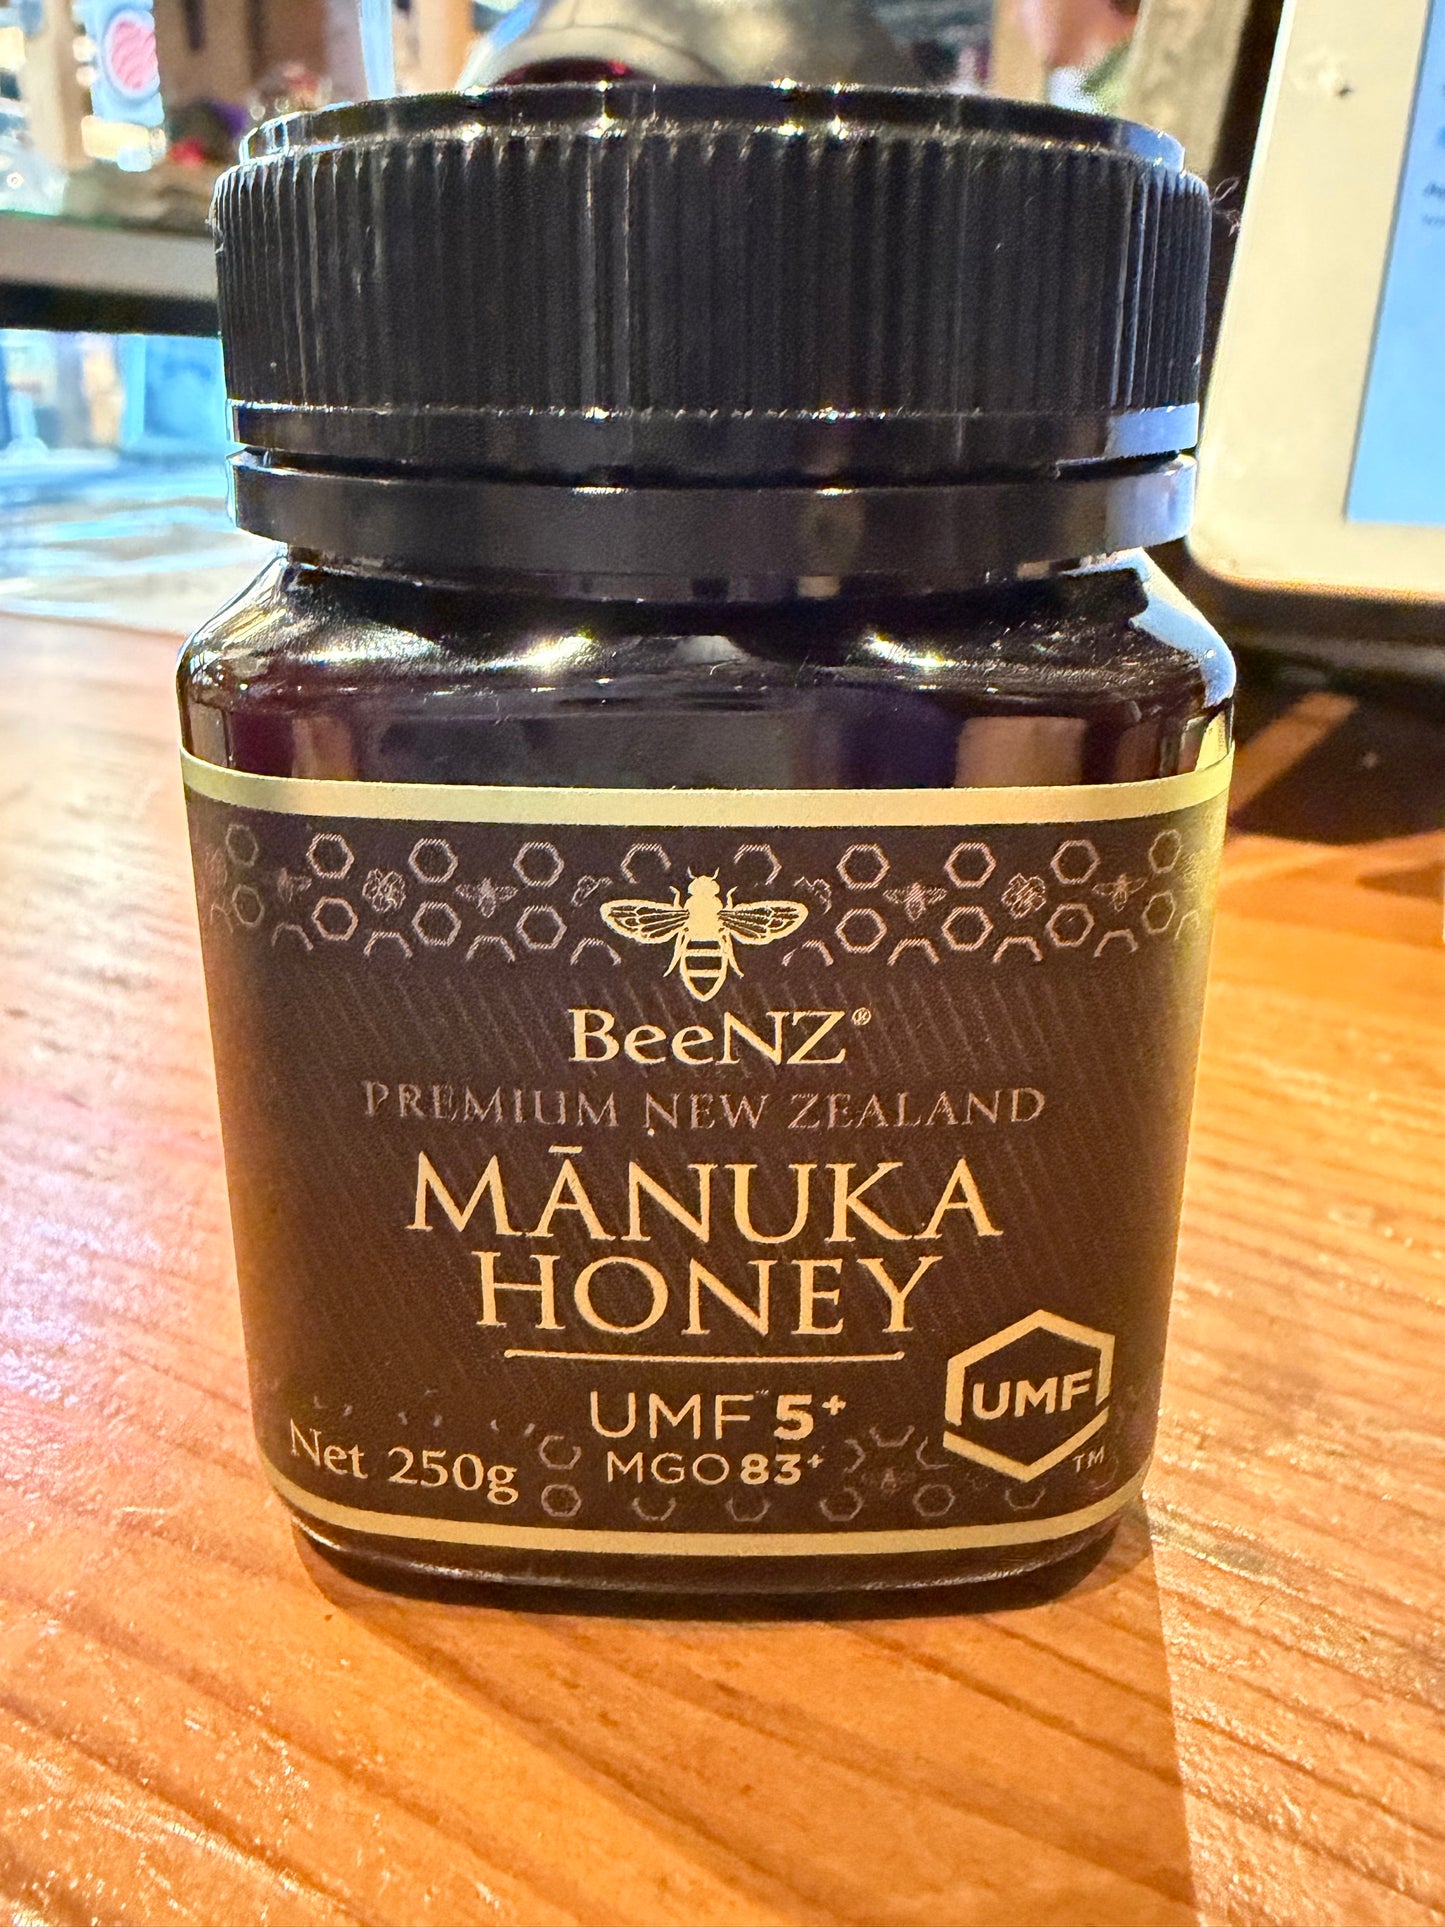 BeeNZ®
PREMIUM NEW ZEALAND
MĀNUKA
HONEY
UMF™ 5+
MGO 83+
Net 250g
UMF
TM